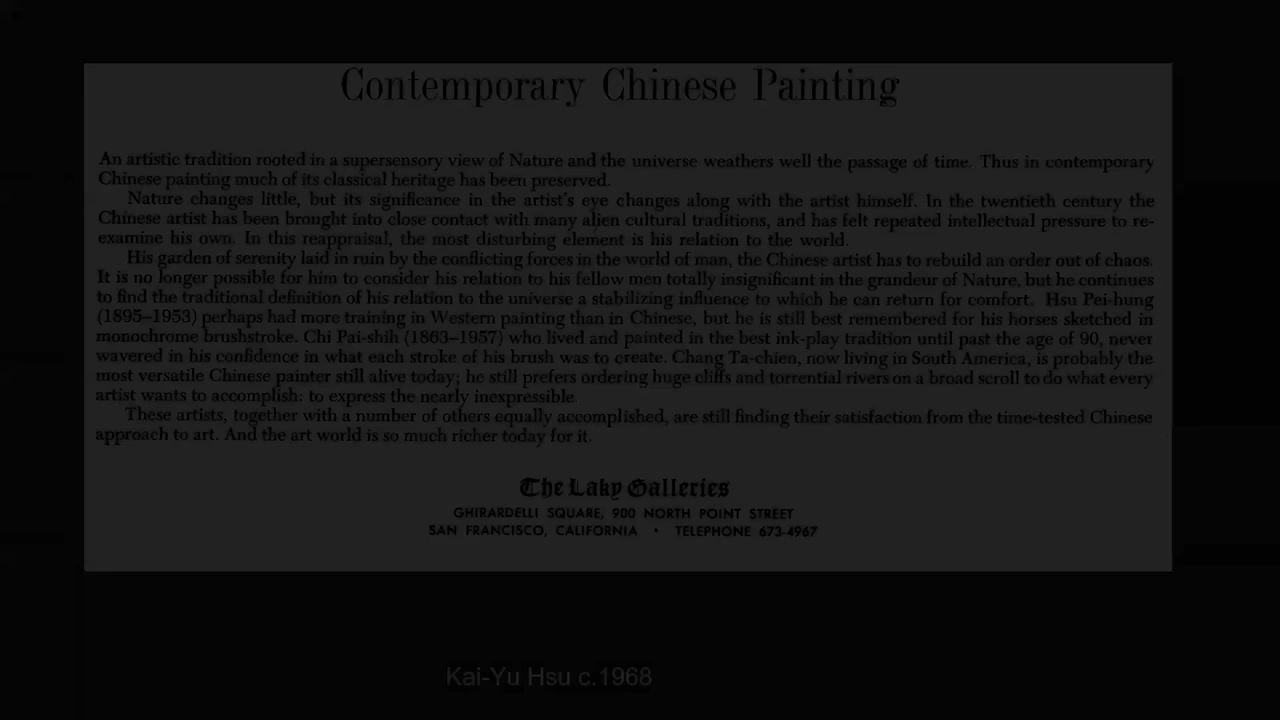 Contemporary Chinese Painting
An artistic tradition rooted in a supersensory view of Nature and the universe weathers well the passage of time. Thus in contemporary
Chinese painting much of its classical heritage has been preserved.
Nature changes little, but its significance in the artist's eye changes along with the artist himself. In the twentieth century the
Chinese artist has been brought into close contact with many alien cultural traditions, and has felt repeated intellectual pressure to re-
examine his own. In this reappraisal, the most disturbing element is his relation to the world.
His garden of serenity laid in ruin by the conflicting forces in the world of man, the Chinese artist has to rebuild an order out of chaos.
It is no longer possible for him to consider his relation to his fellow men totally insignificant in the grandeur of Nature, but he continues
to find the traditional definition of his relation to the universe a stabilizing influence to which he can return for comfort. Hsu Pei-hung
(1895–1953) perhaps had more training in Western painting than in Chinese, but he is still best remembered for his horses sketched in
monochrome brushstroke. Chi Pai-shih (1863–1957) who lived and painted in the best ink-play tradition until past the age of 90, never
wavered in his confidence in what each stroke of his brush was to create. Chang Ta-chien, now living in South America, is probably the
most versatile Chinese painter still alive today; he still prefers ordering huge cliffs and torrential rivers on a broad scroll to do what every
artist wants to accomplish: to express the nearly inexpressible
These artists, together with a number of others equally accomplished, are still finding their satisfaction from the time-tested Chinese
approach to art. And the art world is so much richer today for it.
The Laky Galleries
GHIRARDELLI SQUARE, 900 NORTH POINT STREET
SAN FRANCISCO, CALIFORNIA • TELEPHONE 673-4967
Kai-Yu Hsu c.1968